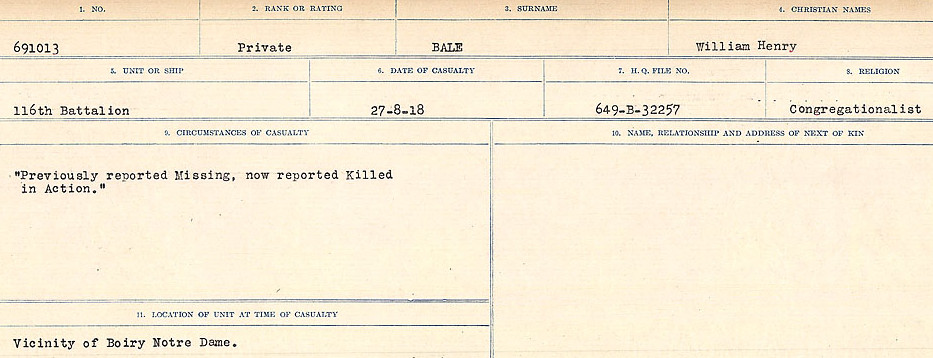 1. NO.
2. RANK OR RATING
3. SURNAME
4. CHRISTIAN NAMES
691013
Private
BALE
William Henry
5. UNIT OR SHIP
6. DATE OF CASUALTY
7. H. Q. FILE NO.
8. RELIGION
116th Battalion
27-8-18
649-B-32257
Congregationalist
9. CIRCUMSTANCES OF CASUALTY
10. NAME, RELATIONSHIP AND ADDRESS OF NEXT OF KIN
"Previously reported Missing, now reported Killed
in Action."
11. LOCATION OF UNIT AT TIME OF CASUALTY
Vicinity of Boiry Notre Dame.